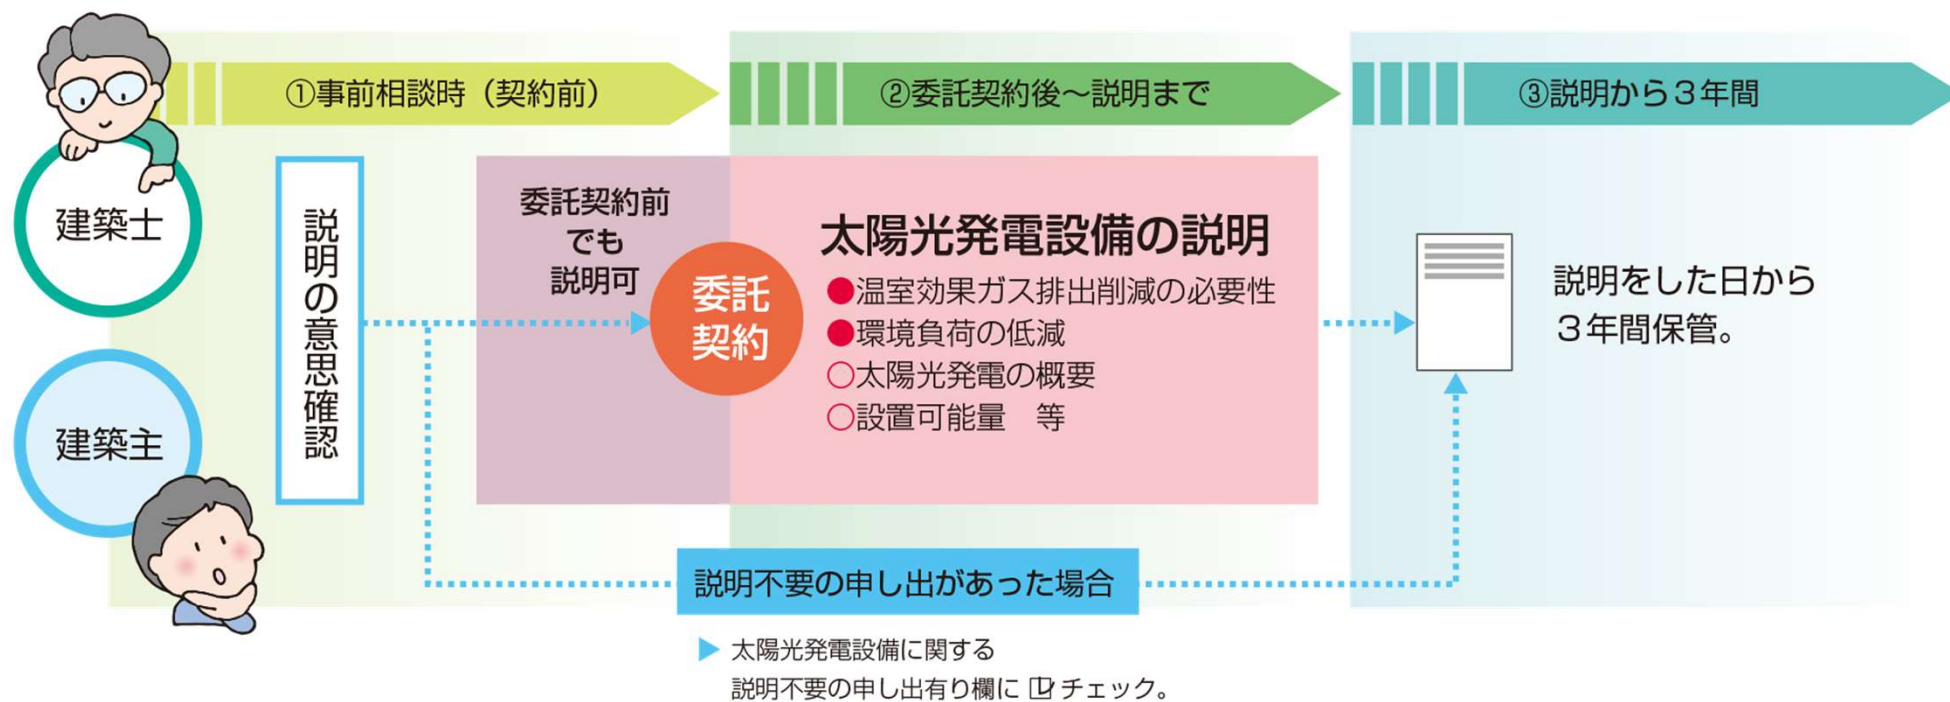 ①事前相談時（契約前）
②委託契約後～説明まで
③説明から３年間
建築士
建築主
説明の意思確認
委託契約前
でも
説明可
委託
契約
太陽光発電設備の説明
●温室効果ガス排出削減の必要性
●環境負荷の低減
○太陽光発電の概要
○設置可能量　等
説明をした日から
３年間保管。
説明不要の申し出があった場合
▶ 太陽光発電設備に関する
説明不要の申し出有り欄に ☑ チェック。